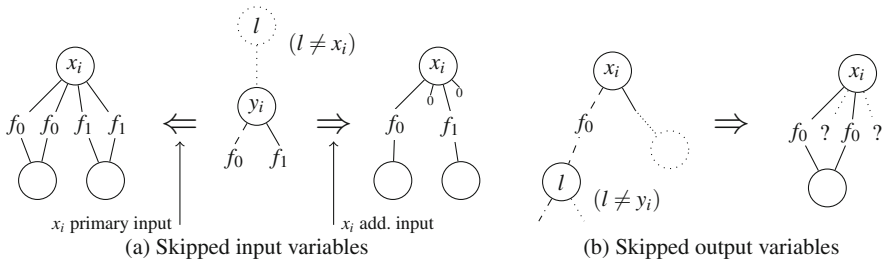 l
(l ≠ x_i)
x_i
y_i
x_i
x_i
x_i
f_0 f_0 f_1 f_1
⇐
⇒
f_0 f_1
0 0
f_0 f_1
f_0
⇒
f_0 ? f_0 ?
l
(l ≠ y_i)
x_i primary input
x_i add. input
(a) Skipped input variables
(b) Skipped output variables